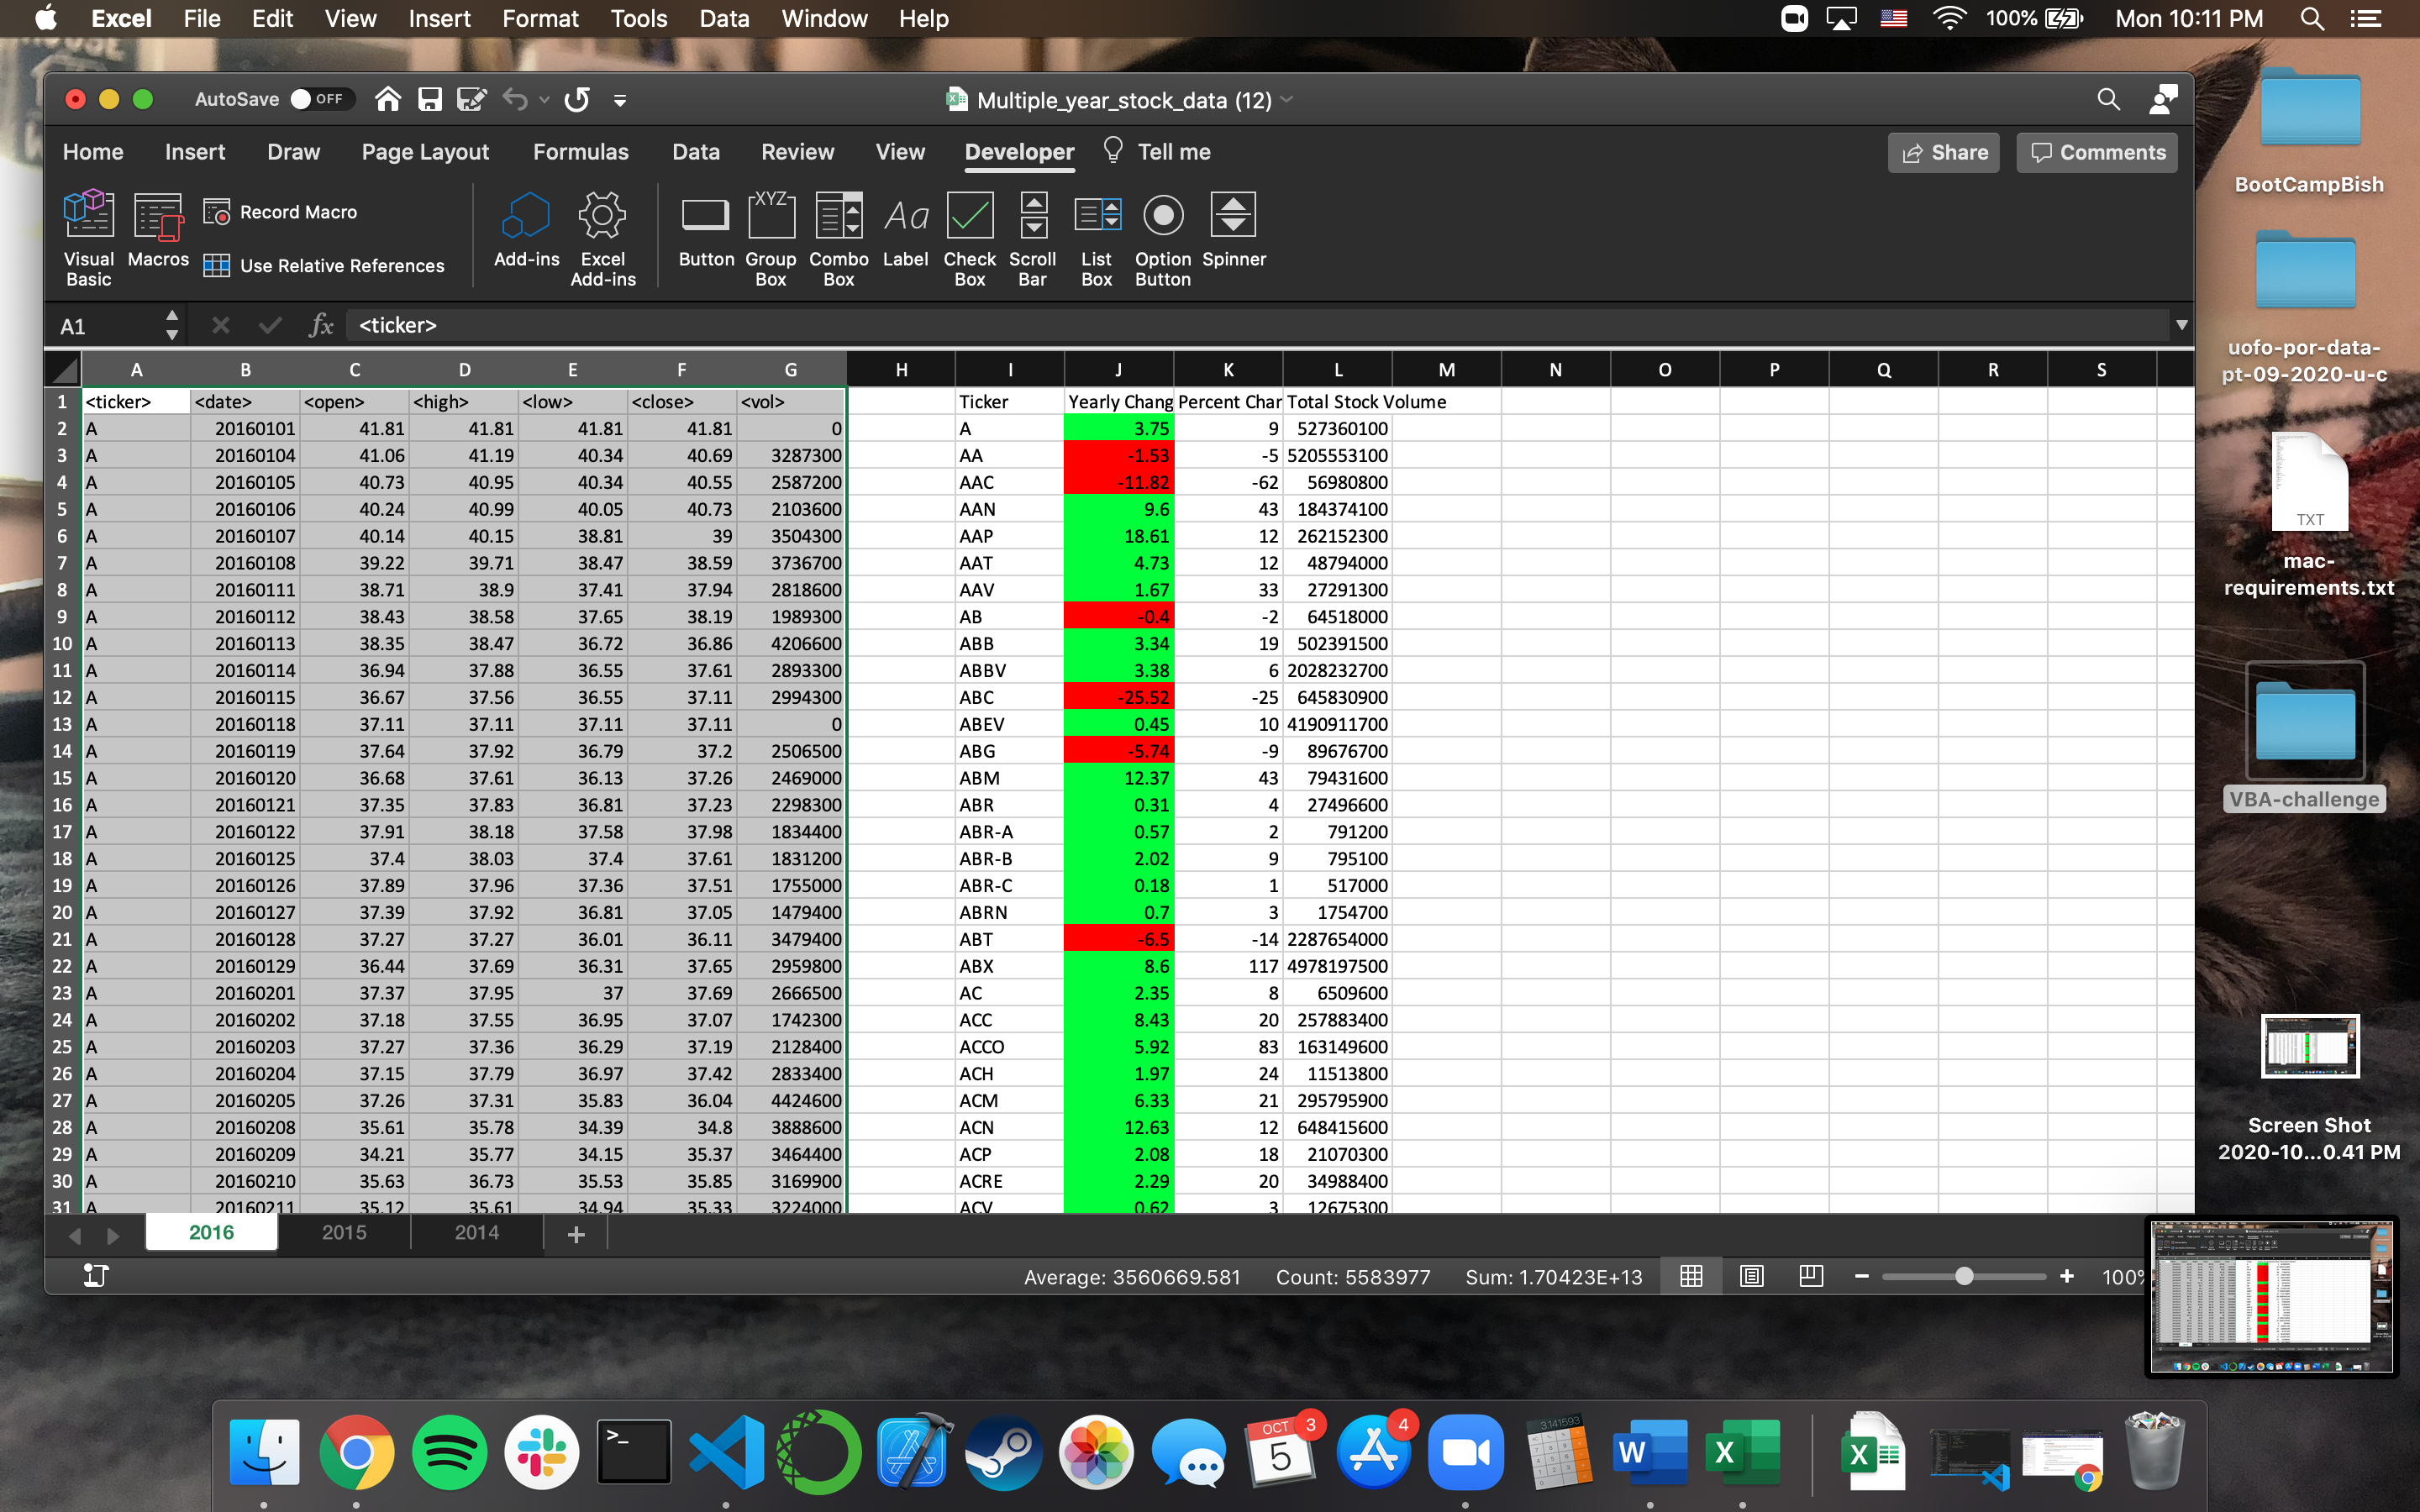 Excel File Edit View Insert Format Tools Data Window Help 100% Mon 10:11 PM
AutoSave OFF Multiple_year_stock_data (12)
Home Insert Draw Page Layout Formulas Data Review View Developer Tell me Share Comments
Record Macro
Use Relative References
Visual Basic Macros Add-ins Excel Add-ins Button XYZ Group Box Combo Box Aa Label Check Box Scroll Bar List Box Option Button Spinner
A1 fx <ticker>
A B C D E F G H I J K L M N O P Q R S
1 <ticker> <date> <open> <high> <low> <close> <vol> Ticker Yearly Chang Percent Char Total Stock Volume
2 A 20160101 41.81 41.81 41.81 41.81 0 A 3.75 9 527360100
3 A 20160104 41.06 41.19 40.34 40.69 3287300 AA -1.53 -5 5205553100
4 A 20160105 40.73 40.95 40.34 40.55 2587200 AAC -11.82 -62 56980800
5 A 20160106 40.24 40.99 40.05 40.73 2103600 AAN 9.6 43 184374100
6 A 20160107 40.14 40.15 38.81 39 3504300 AAP 18.61 12 262152300
7 A 20160108 39.22 39.71 38.47 38.59 3736700 AAT 4.73 12 48794000
8 A 20160111 38.71 38.9 37.41 37.94 2818600 AAV 1.67 33 27291300
9 A 20160112 38.43 38.58 37.65 38.19 1989300 AB -0.4 -2 64518000
10 A 20160113 38.35 38.47 36.72 36.86 4206600 ABB 3.34 19 502391500
11 A 20160114 36.94 37.88 36.55 37.61 2893300 ABBV 3.38 6 2028232700
12 A 20160115 36.67 37.56 36.55 37.11 2994300 ABC -25.52 -25 645830900
13 A 20160118 37.11 37.11 37.11 37.11 0 ABEV 0.45 10 4190911700
14 A 20160119 37.64 37.92 36.79 37.2 2506500 ABG -5.74 -9 89676700
15 A 20160120 36.68 37.61 36.13 37.26 2469000 ABM 12.37 43 79431600
16 A 20160121 37.35 37.83 36.81 37.23 2298300 ABR 0.31 4 27496600
17 A 20160122 37.91 38.18 37.58 37.98 1834400 ABR-A 0.57 2 791200
18 A 20160125 37.4 38.03 37.4 37.61 1831200 ABR-B 2.02 9 795100
19 A 20160126 37.89 37.96 37.36 37.51 1755000 ABR-C 0.18 1 517000
20 A 20160127 37.39 37.92 36.81 37.05 1479400 ABRN 0.7 3 1754700
21 A 20160128 37.27 37.27 36.01 36.11 3479400 ABT -6.5 -14 2287654000
22 A 20160129 36.44 37.69 36.31 37.65 2959800 ABX 8.6 117 4978197500
23 A 20160201 37.37 37.95 37 37.69 2666500 AC 2.35 8 6509600
24 A 20160202 37.18 37.55 36.95 37.07 1742300 ACC 8.43 20 257883400
25 A 20160203 37.27 37.36 36.29 37.19 2128400 ACCO 5.92 83 163149600
26 A 20160204 37.15 37.79 36.97 37.42 2833400 ACH 1.97 24 11513800
27 A 20160205 37.26 37.31 35.83 36.04 4424600 ACM 6.33 21 295795900
28 A 20160208 35.61 35.78 34.39 34.8 3888600 ACN 12.63 12 648415600
29 A 20160209 34.21 35.77 34.15 35.37 3464400 ACP 2.08 18 21070300
30 A 20160210 35.63 36.73 35.53 35.85 3169900 ACRE 2.29 20 34988400
31 A 20160211 35.12 35.61 34.94 35.33 3224000 ACV 0.62 3 12675300
2016 2015 2014
Average: 3560669.581 Count: 5583977 Sum: 1.70423E+13 100%
BootCampBish
uofo-por-data-
pt-09-2020-u-c
TXT
mac-
requirements.txt
VBA-challenge
Screen Shot
2020-10...0.41 PM
OCT 3
5
4
3.141593
W
X
X